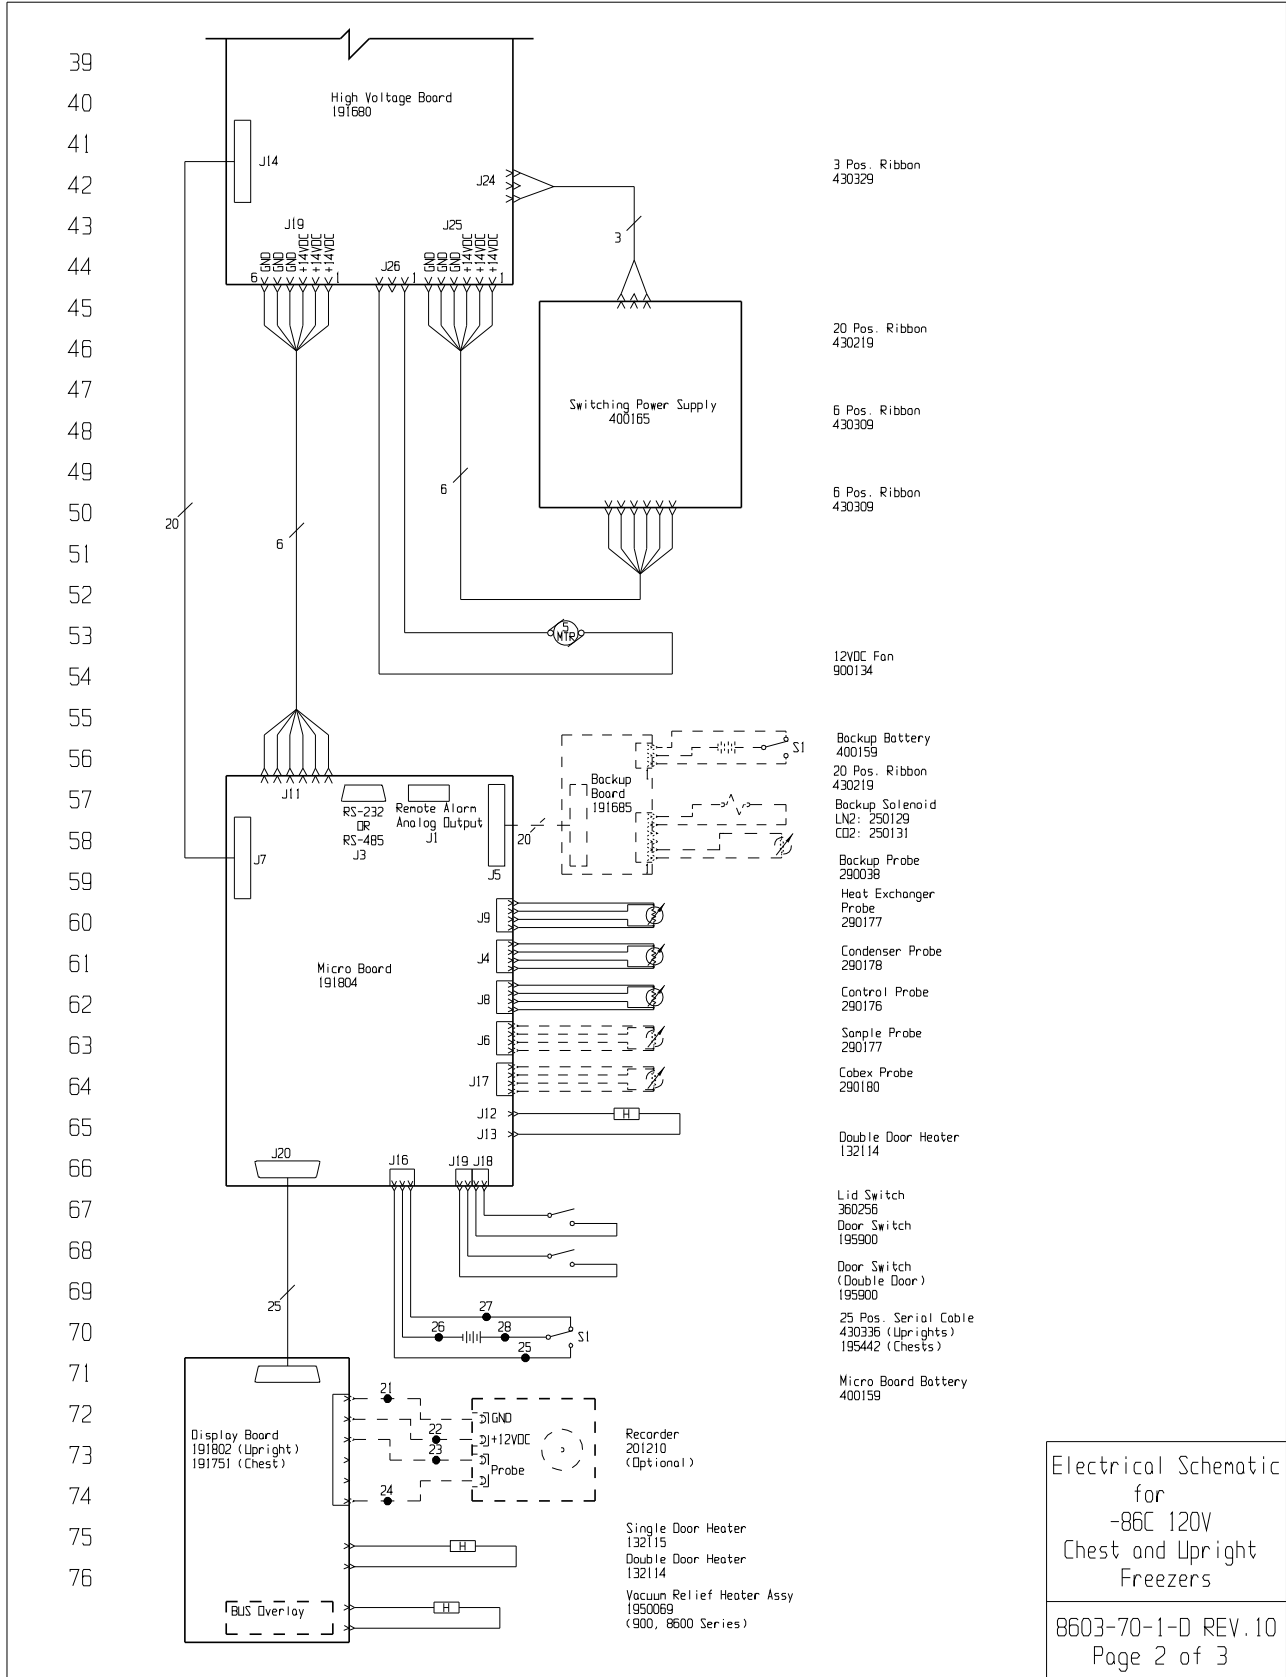 39
40
41
42
43
44
45
46
47
48
49
50
51
52
53
54
55
56
57
58
59
60
61
62
63
64
65
66
67
68
69
70
71
72
73
74
75
76
High Voltage Board
191680
J14
J24
J19
J25
GND
GND
GND
+14VDC
+14VDC
+14VDC
GND
GND
GND
+14VDC
+14VDC
+14VDC
6
1
J26
1
1
3
Switching Power Supply
400165
20
6
6
5
MTR
J11
RS-232
OR
RS-485
J3
Remote Alarm
Analog Output
J1
J5
J7
20
Backup
Board
191685
1
1
S1
J9
J4
J8
J6
J17
J12
J13
Micro Board
191804
H
J20
J16
J19
J18
25
27
26
28
25
S1
Display Board
191802 (Upright)
191751 (Chest)
21
22
23
24
GND
+12VDC
Probe
H
H
BUS Overlay
3 Pos. Ribbon
430329
20 Pos. Ribbon
430219
6 Pos. Ribbon
430309
6 Pos. Ribbon
430309
12VDC Fan
900134
Backup Battery
400159
20 Pos. Ribbon
430219
Backup Solenoid
LN2: 250129
CO2: 250131
Backup Probe
290038
Heat Exchanger
Probe
290177
Condenser Probe
290178
Control Probe
290176
Sample Probe
290177
Cobex Probe
290180
Double Door Heater
132114
Lid Switch
360256
Door Switch
195900
Door Switch
(Double Door)
195900
25 Pos. Serial Cable
430336 (Uprights)
195442 (Chests)
Micro Board Battery
400159
Recorder
201210
(Optional)
Single Door Heater
132115
Double Door Heater
132114
Vacuum Relief Heater Assy
1950069
(900, 8600 Series)
Electrical Schematic
for
-86C 120V
Chest and Upright
Freezers
8603-70-1-D REV.10
Page 2 of 3